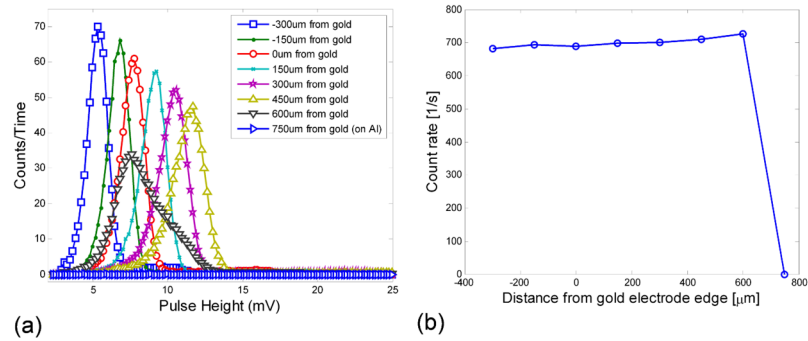 -300um from gold
-150um from gold
0um from gold
150um from gold
300um from gold
450um from gold
600um from gold
750um from gold (on Al)
70
60
50
40
30
20
10
0
Counts/Time
5
10
15
20
25
Pulse Height (mV)
(a)
800
700
600
500
400
300
200
100
0
Count rate [1/s]
-400
-200
0
200
400
600
800
Distance from gold electrode edge [μm]
(b)